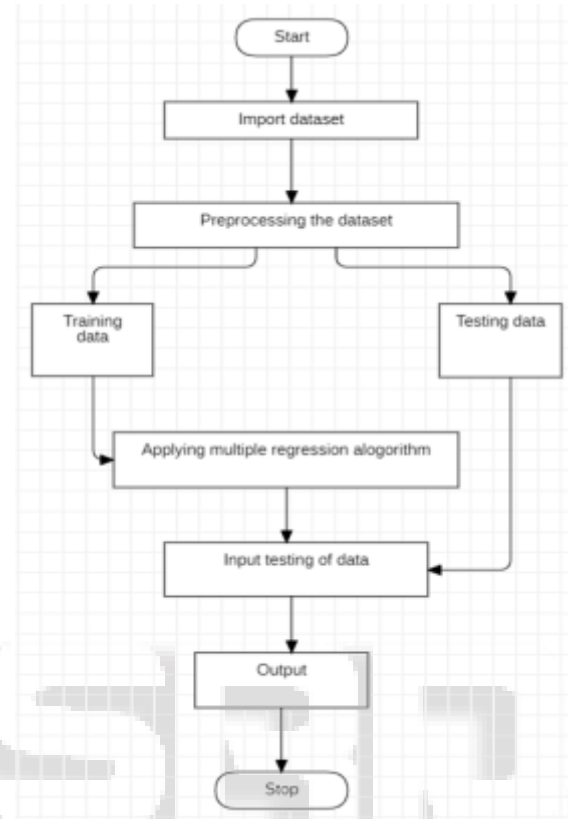 Start
Import dataset
Preprocessing the dataset
Training
data
Testing data
Applying multiple regression alogorithm
Input testing of data
Output
Stop